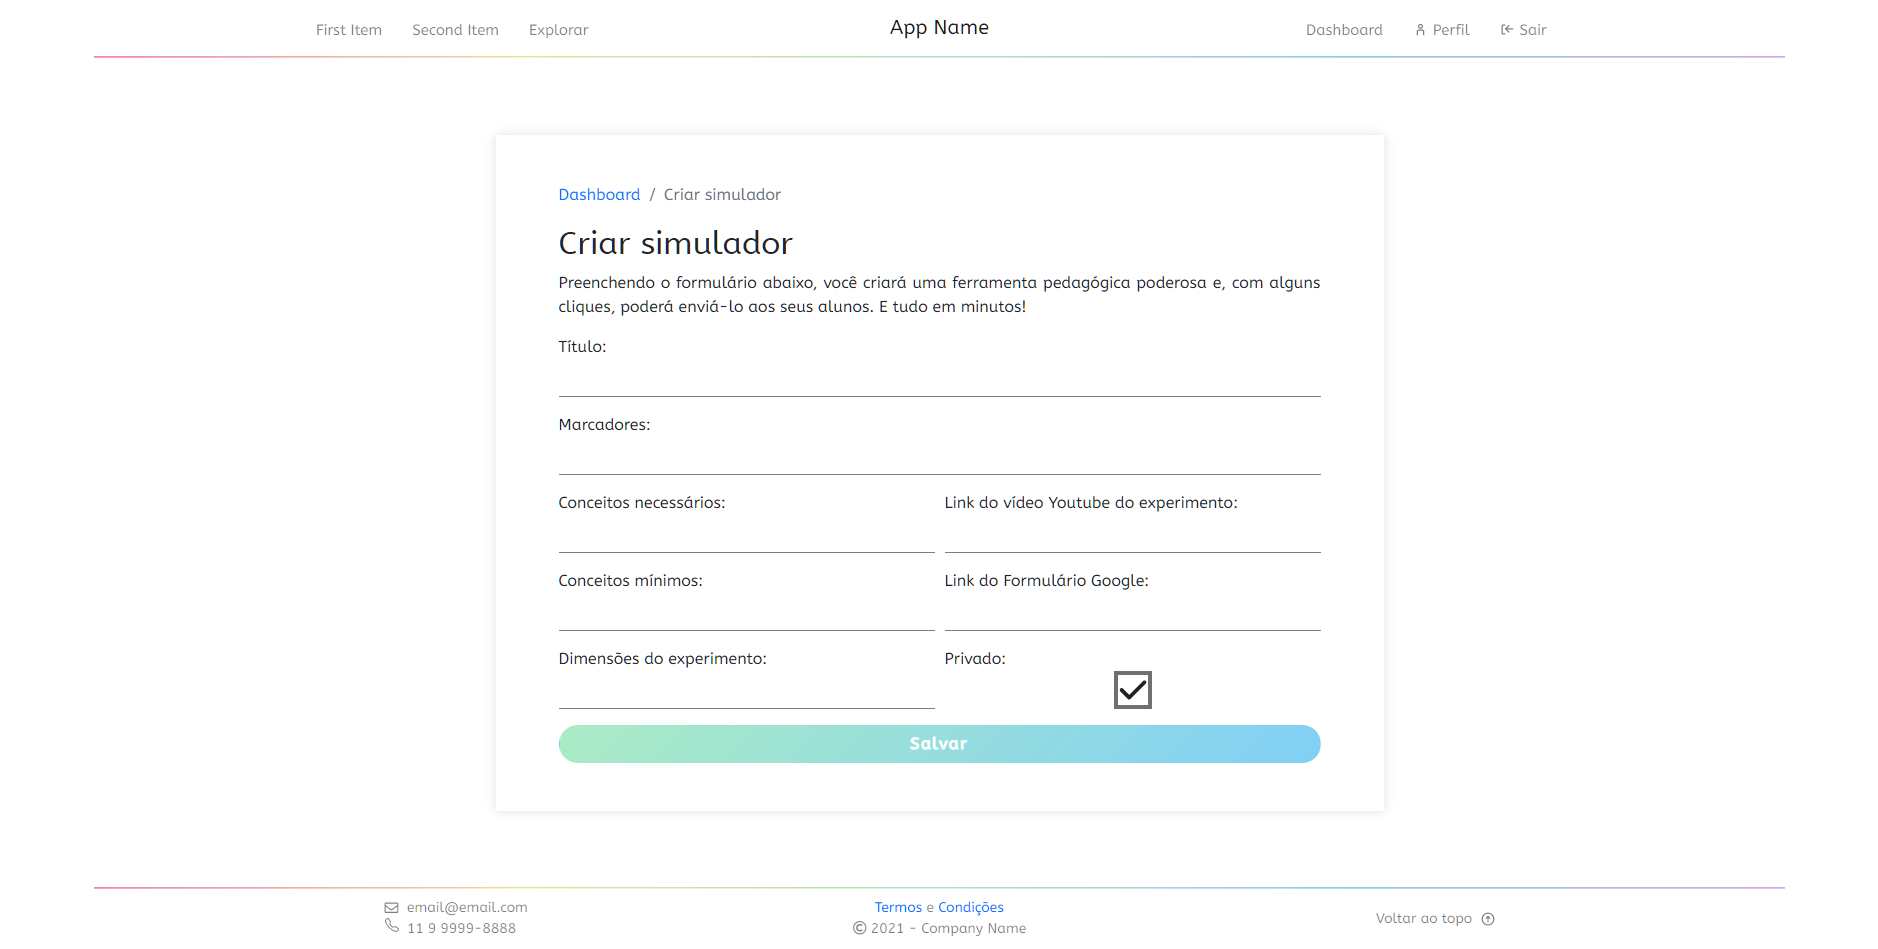 First Item Second Item Explorar App Name Dashboard Perfil Sair
Dashboard / Criar simulador
Criar simulador
Preenchendo o formulário abaixo, você criará uma ferramenta pedagógica poderosa e, com alguns
cliques, poderá enviá-lo aos seus alunos. E tudo em minutos!
Título:
Marcadores:
Conceitos necessários: Link do vídeo Youtube do experimento:
Conceitos mínimos: Link do Formulário Google:
Dimensões do experimento: Privado:
Salvar
email@email.com Termos e Condições
11 9 9999-8888 © 2021 - Company Name
Voltar ao topo